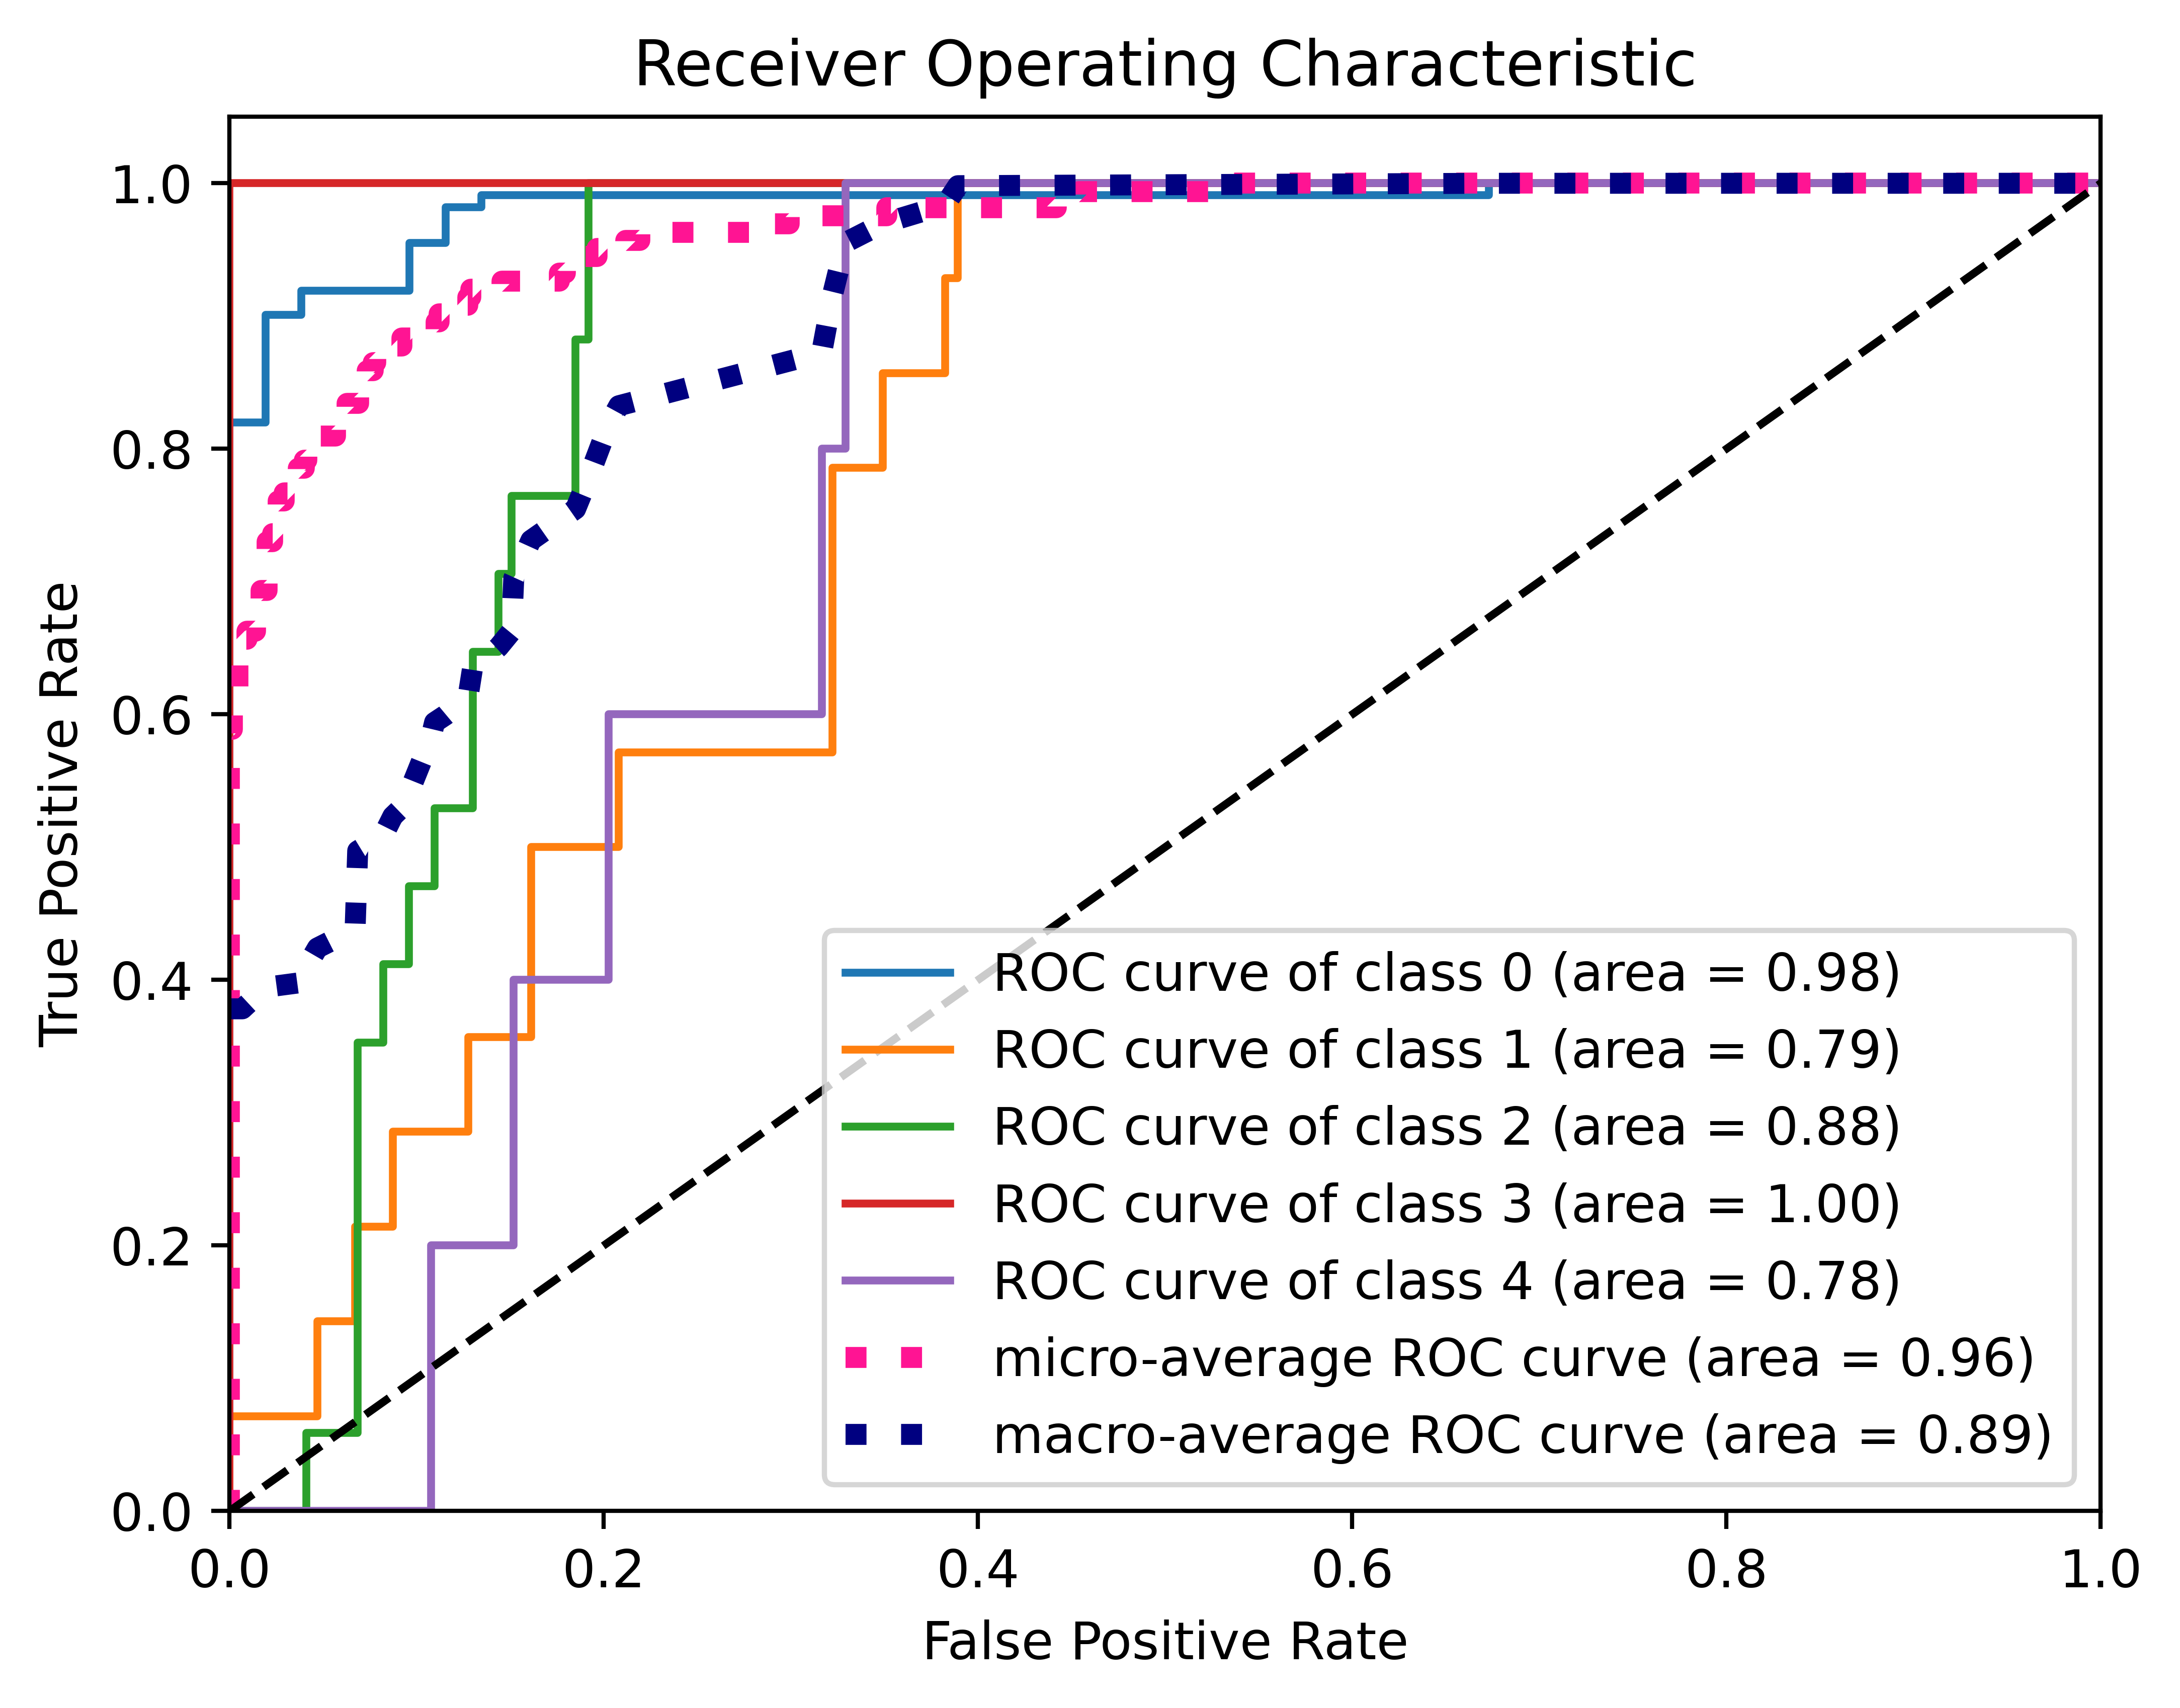 Receiver Operating Characteristic
True Positive Rate
1.0
0.8
0.6
0.4
0.2
0.0
ROC curve of class 0 (area = 0.98)
ROC curve of class 1 (area = 0.79)
ROC curve of class 2 (area = 0.88)
ROC curve of class 3 (area = 1.00)
ROC curve of class 4 (area = 0.78)
micro-average ROC curve (area = 0.96)
macro-average ROC curve (area = 0.89)
0.0 0.2 0.4 0.6 0.8 1.0
False Positive Rate